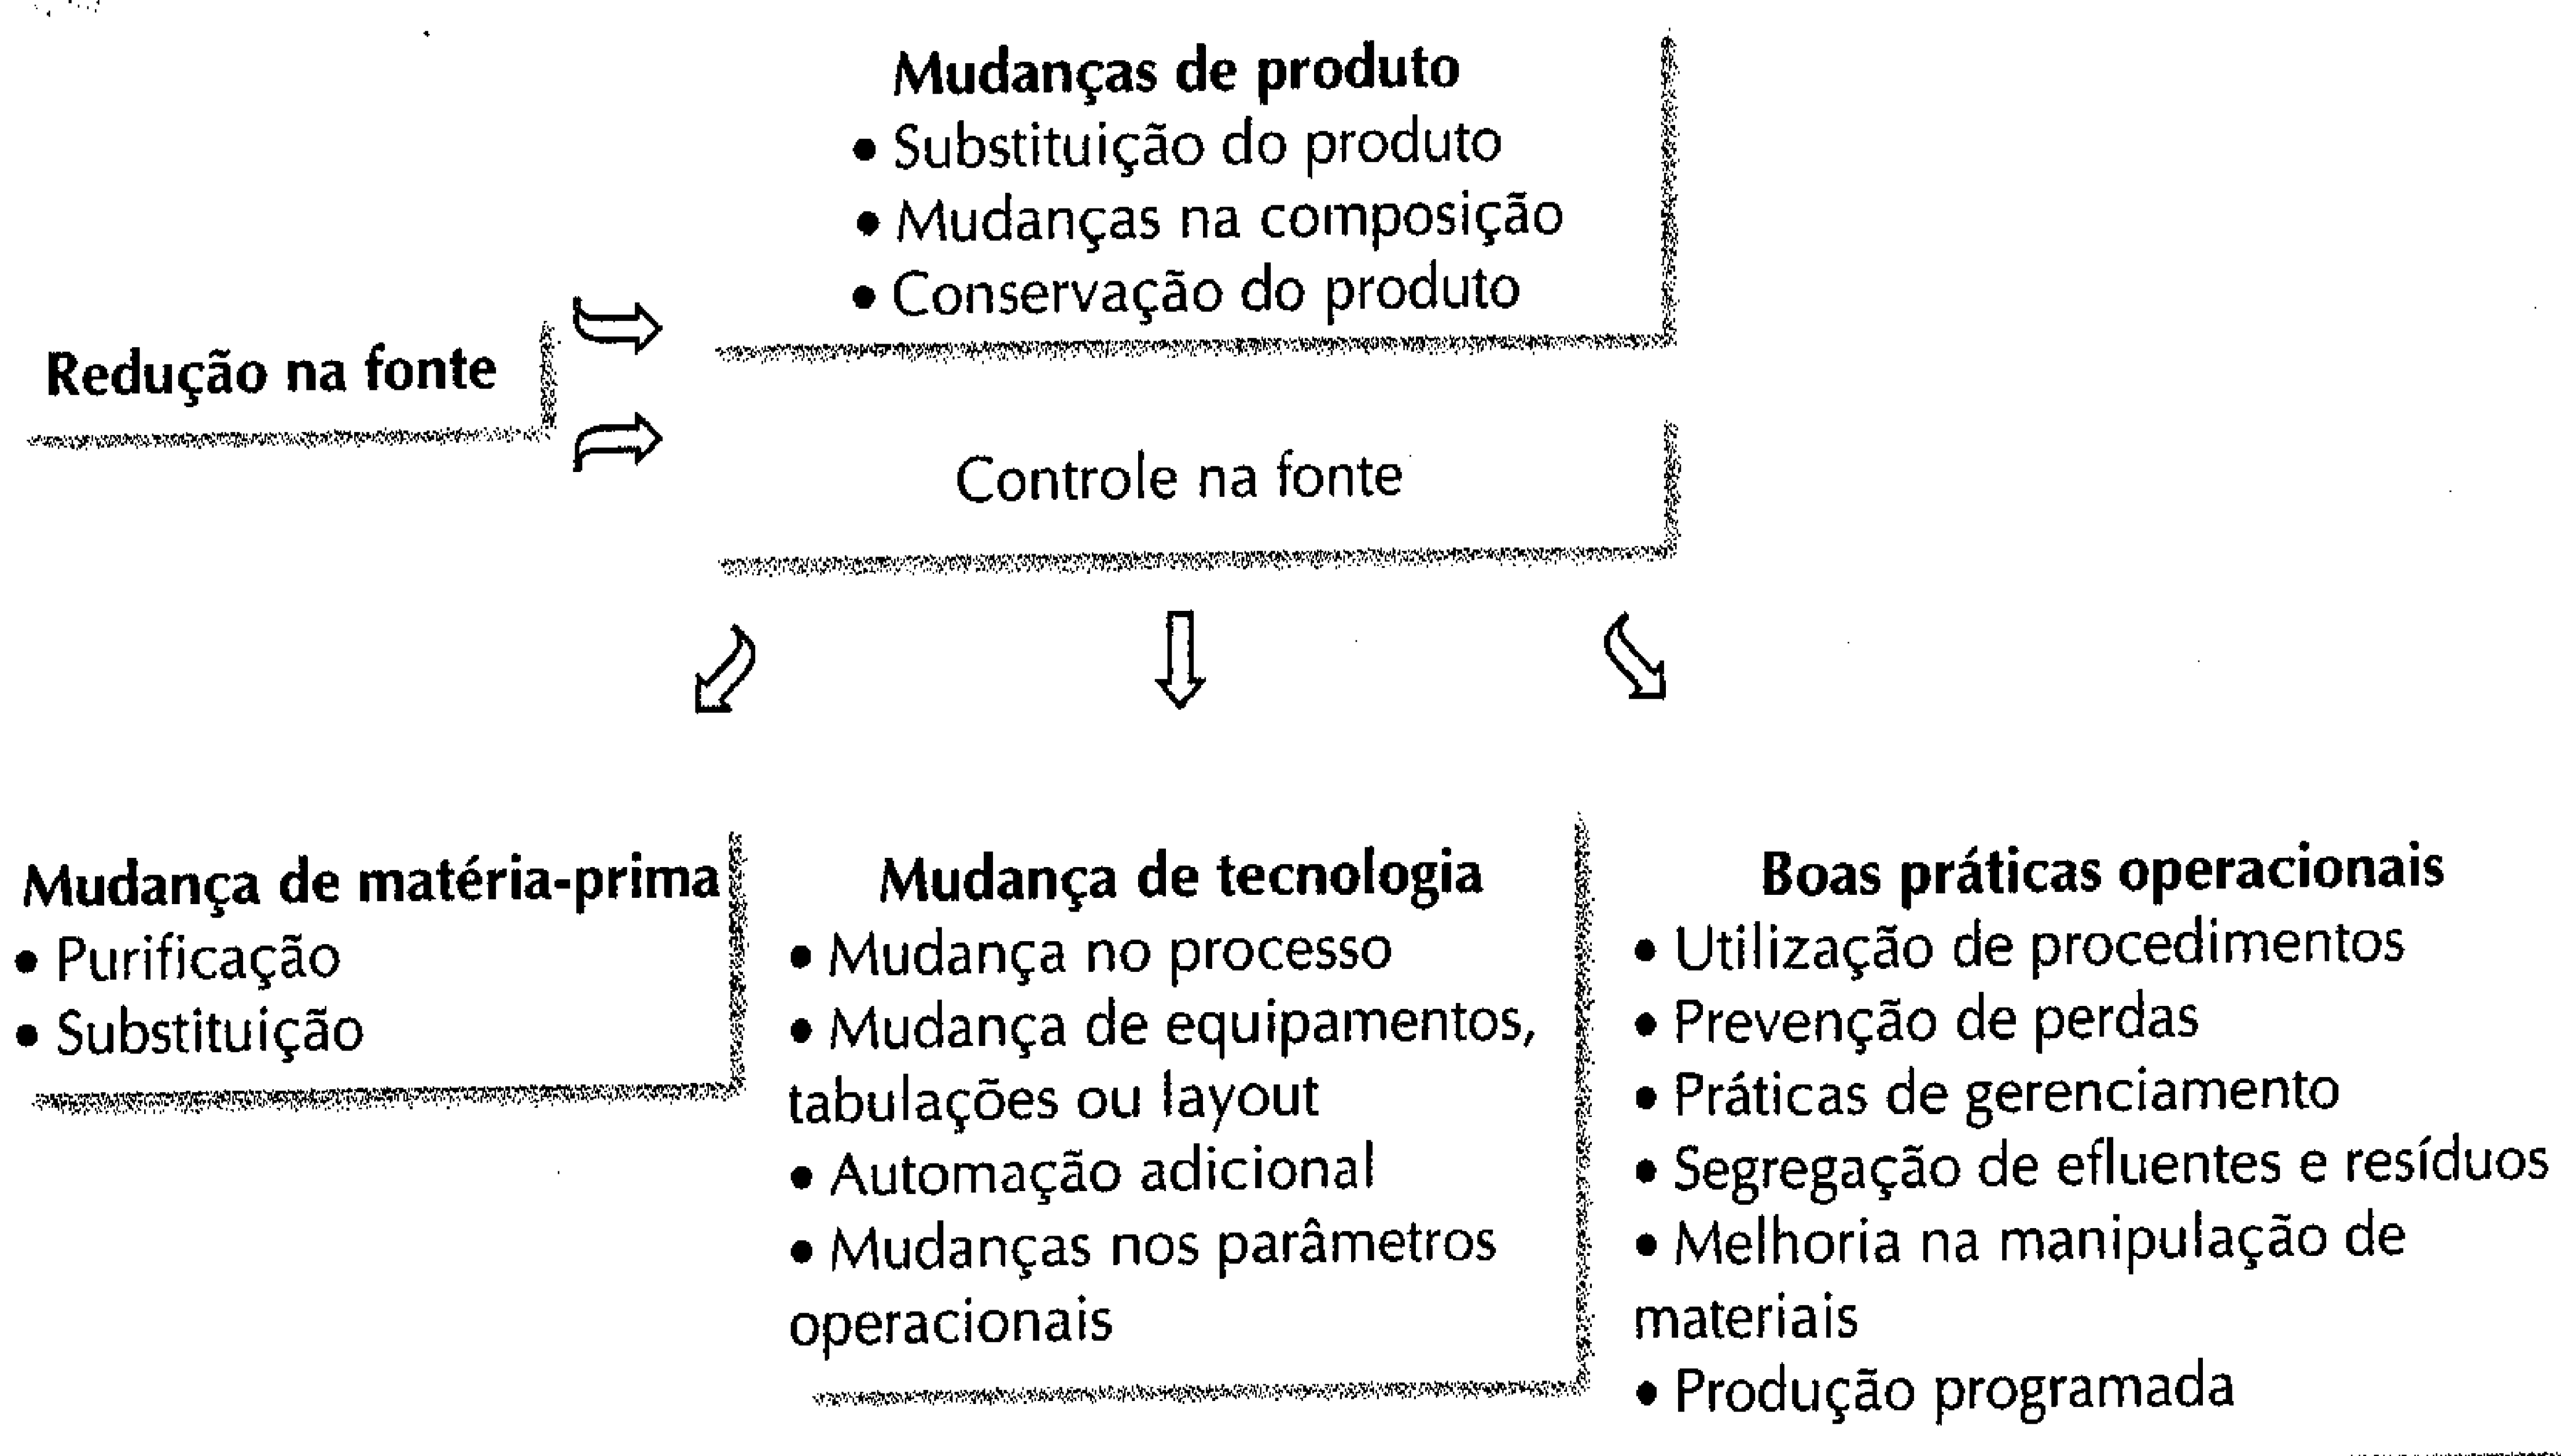 Mudanças de produto
• Substituição do produto
• Mudanças na composição
• Conservação do produto
Redução na fonte
Controle na fonte
Mudança de matéria-prima
• Purificação
• Substituição
Mudança de tecnologia
• Mudança no processo
• Mudança de equipamentos,
tabulações ou layout
• Automação adicional
• Mudanças nos parâmetros
operacionais
Boas práticas operacionais
• Utilização de procedimentos
• Prevenção de perdas
• Práticas de gerenciamento
• Segregação de efluentes e resíduos
• Melhoria na manipulação de
materiais
• Produção programada